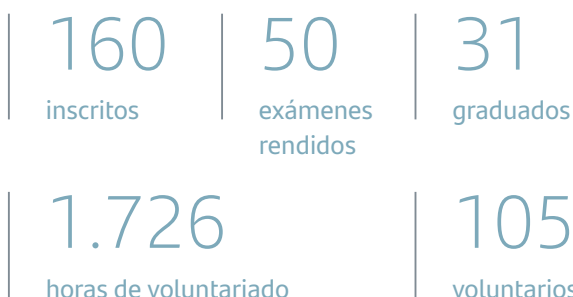 160
inscritos
50
exámenes
rendidos
31
graduados
1.726
horas de voluntariado
105
voluntarios